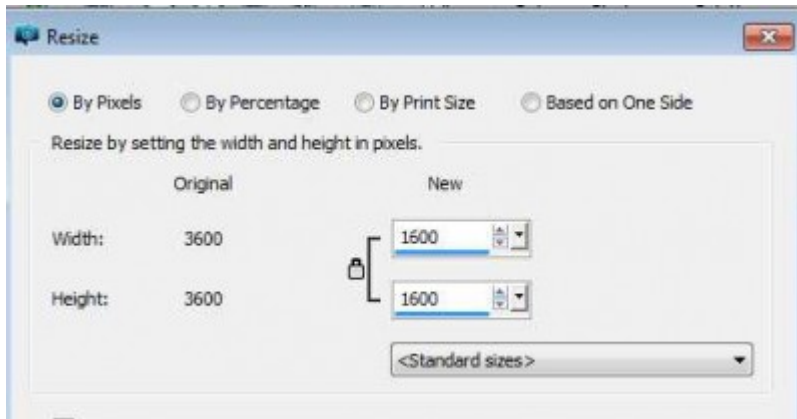 Resize
By Pixels By Percentage By Print Size Based on One Side
Resize by setting the width and height in pixels.
Original New
Width: 3600 1600
Height: 3600 1600
<Standard sizes>